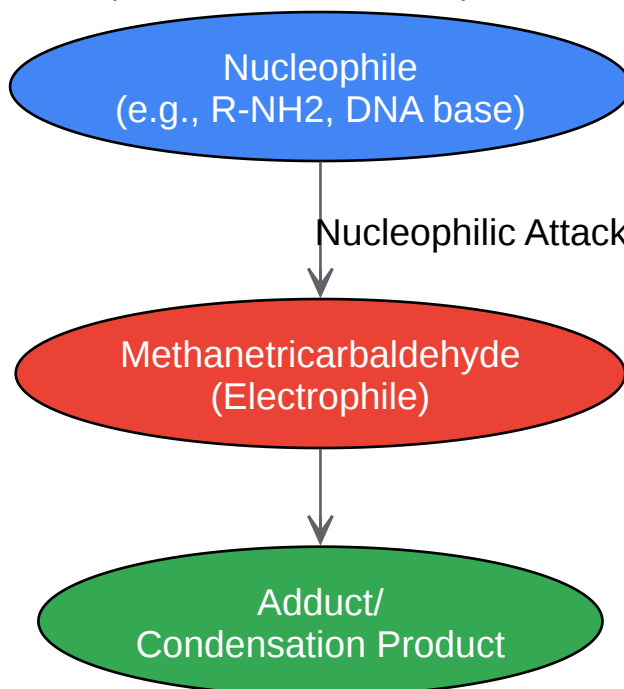 Nucleophile
(e.g., R-NH2, DNA base)
Nucleophilic Attack
Methanetricarbaldehyde
(Electrophile)
Adduct/
Condensation Product